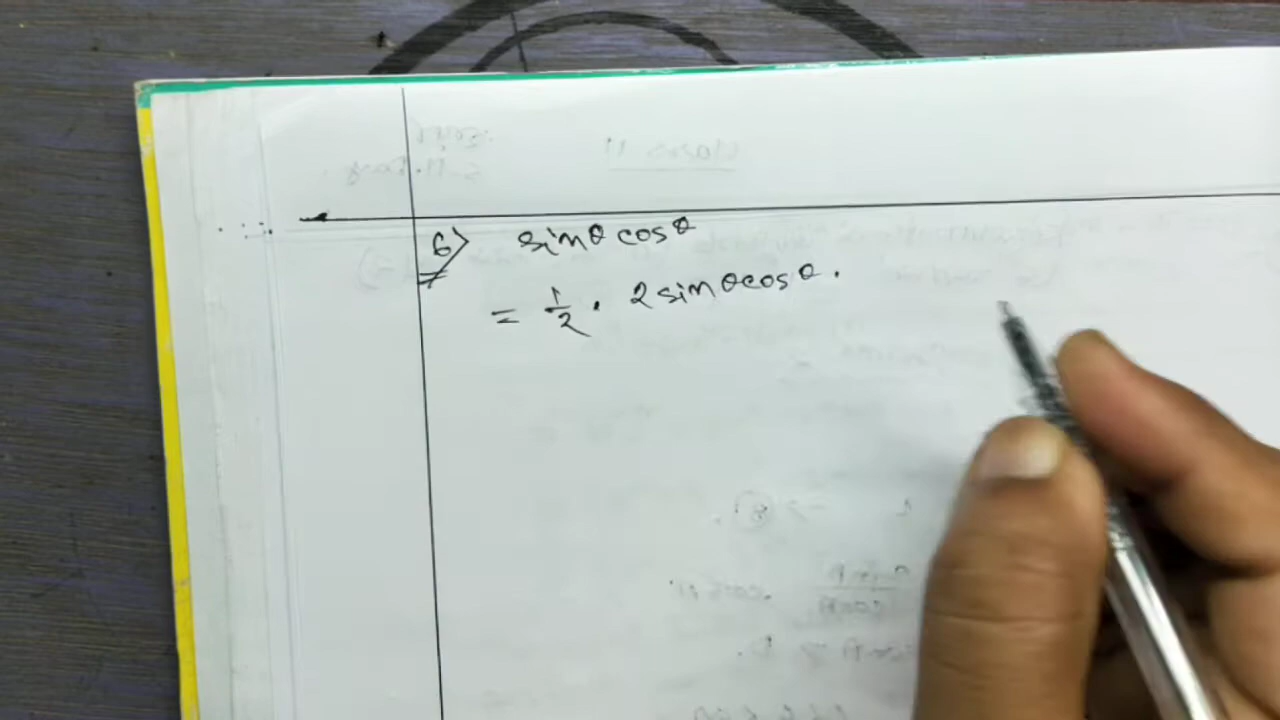 6) sinθ cosθ
= 1/2 · 2 sinθ cosθ.